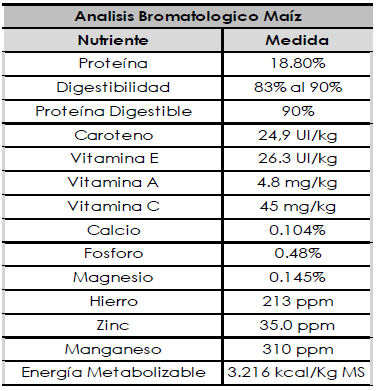 Analisis Bromatologico Maíz
Nutriente Medida
Proteína 18.80%
Digestibilidad 83% al 90%
Proteína Digestible 90%
Caroteno 24,9 UI/kg
Vitamina E 26.3 UI/kg
Vitamina A 4.8 mg/kg
Vitamina C 45 mg/kg
Calcio 0.104%
Fosforo 0.48%
Magnesio 0.145%
Hierro 213 ppm
Zinc 35.0 ppm
Manganeso 310 ppm
Energía Metabolizable 3.216 kcal/Kg MS